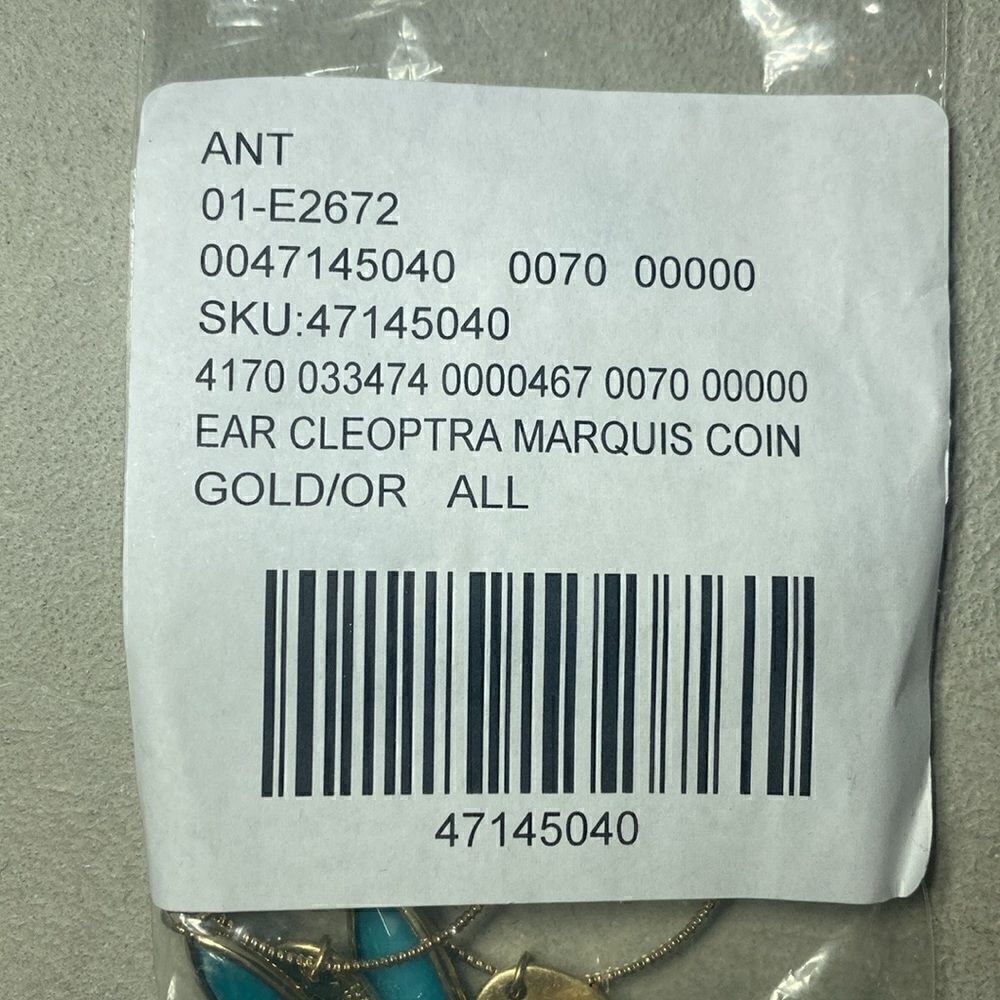 ANT
01-E2672
0047145040 0070 00000
SKU:47145040
4170 033474 0000467 0070 00000
EAR CLEOPTRA MARQUIS COIN
GOLD/OR ALL
47145040